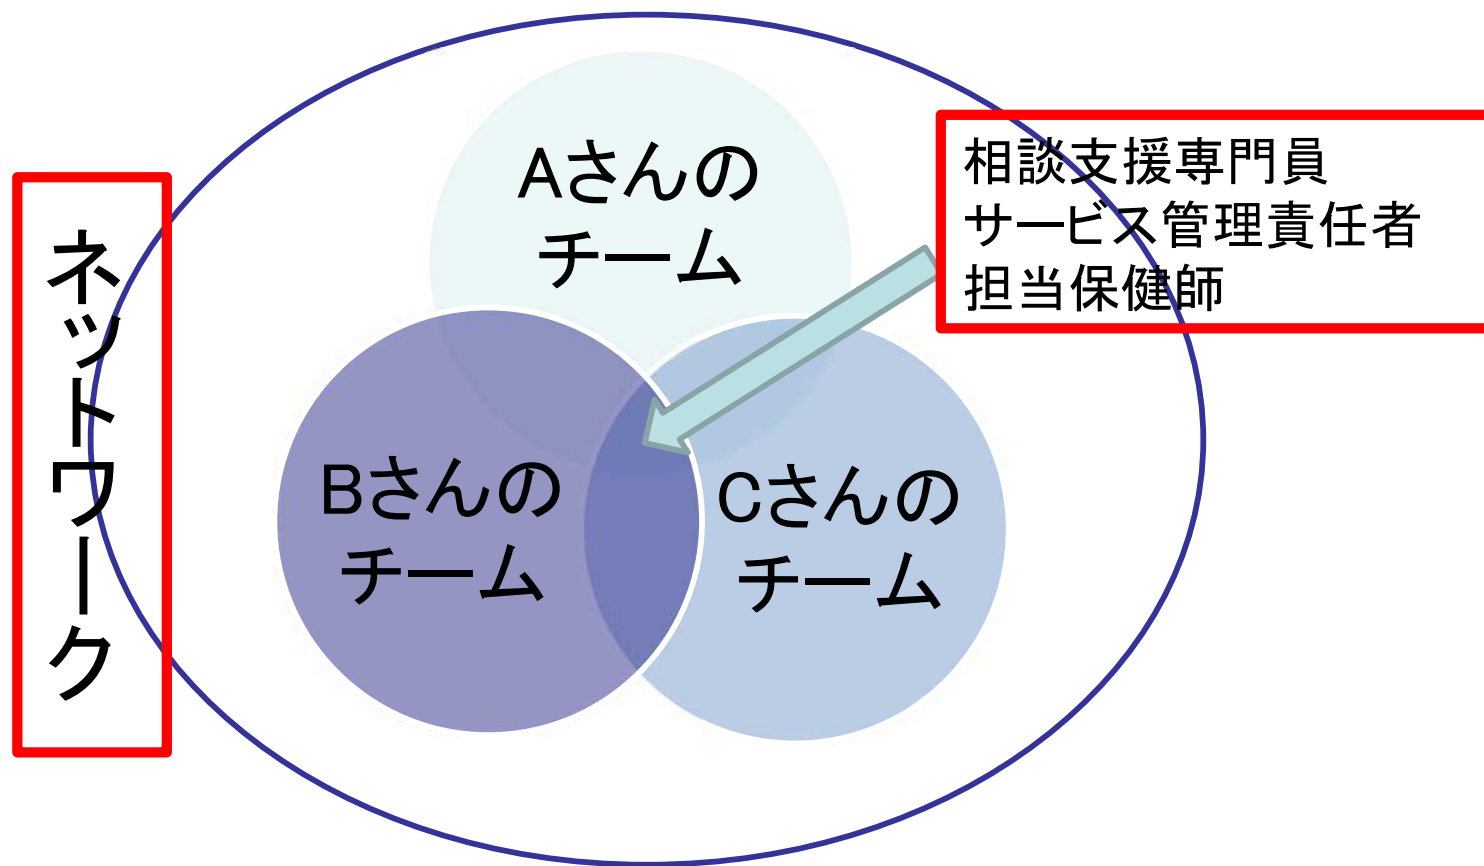 ネットワーク
Aさんの
チーム
相談支援専門員
サービス管理責任者
担当保健師
Bさんの
チーム
Cさんの
チーム